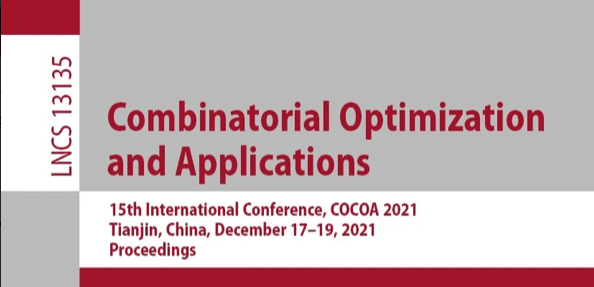 LNCS 13135
Combinatorial Optimization
and Applications
15th International Conference, COCOA 2021
Tianjin, China, December 17–19, 2021
Proceedings